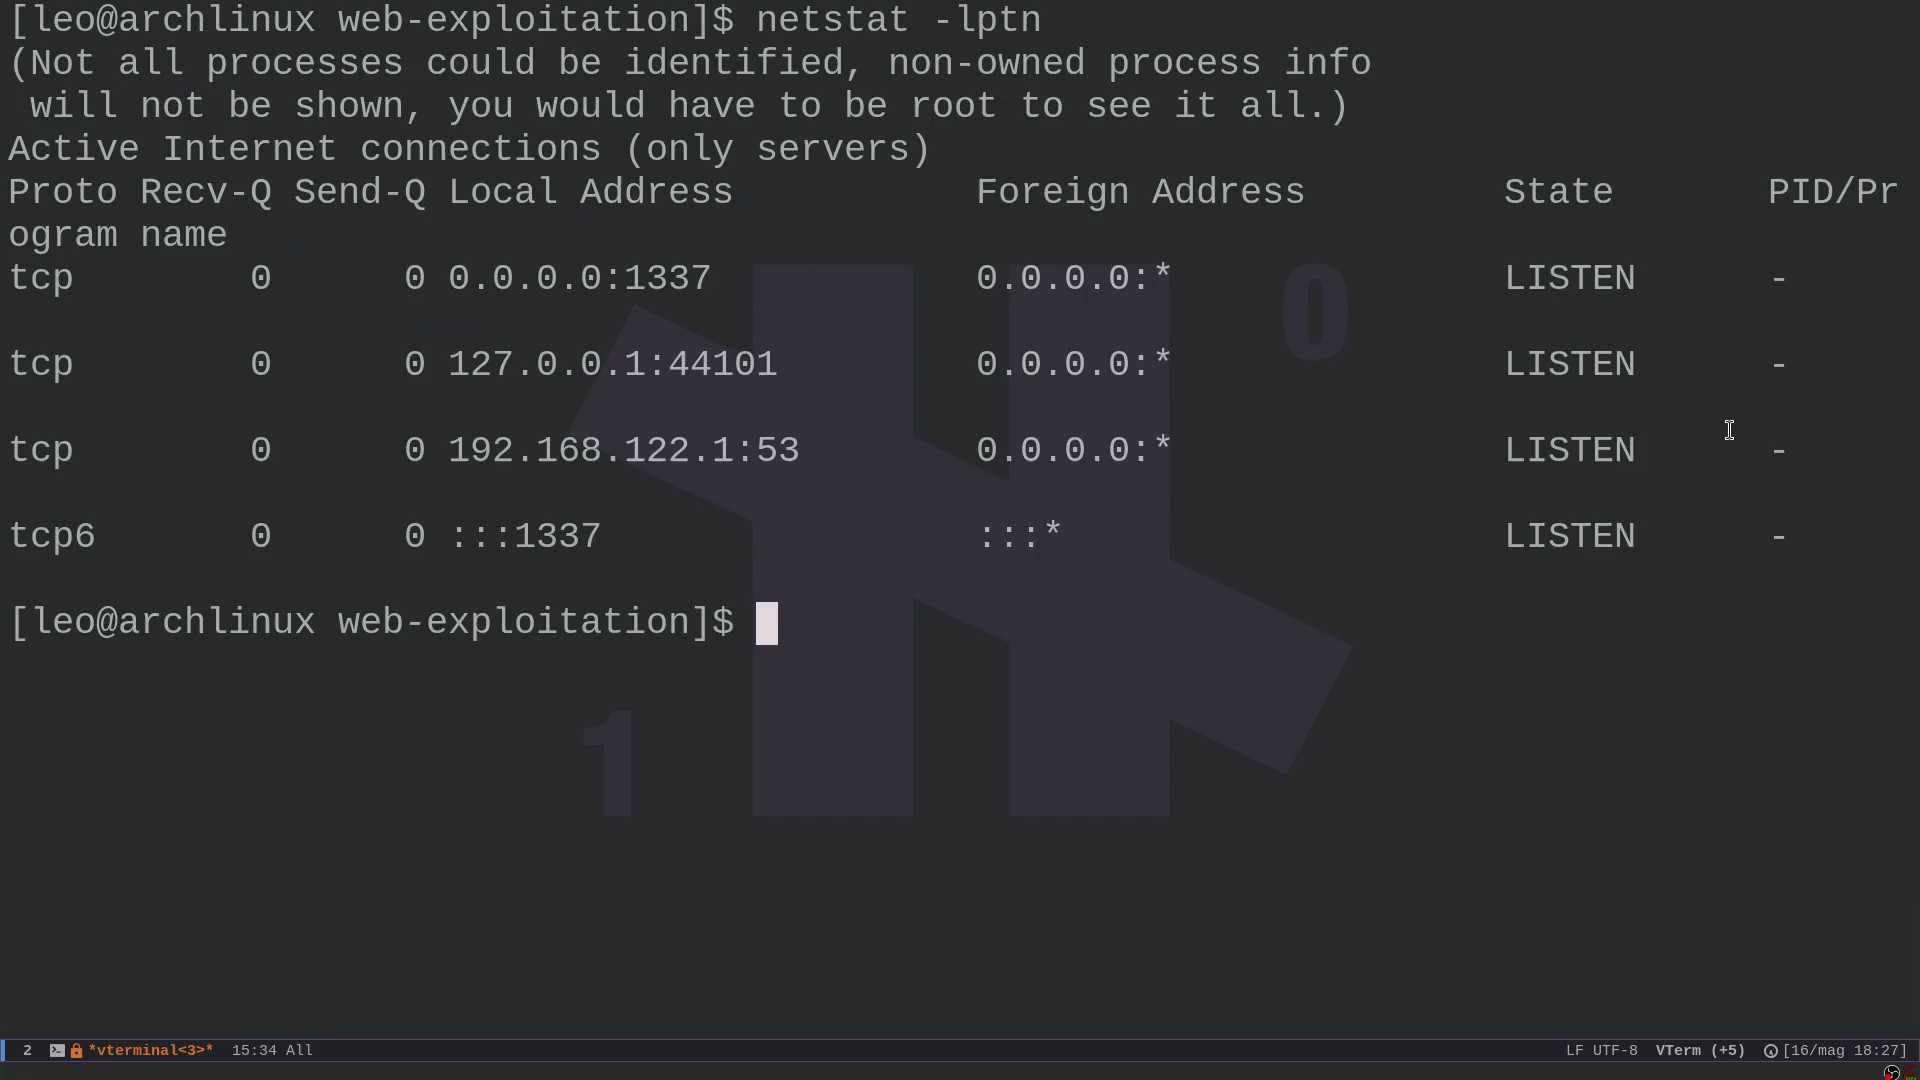 [leo@archlinux web-exploitation]$ netstat -lptn
(Not all processes could be identified, non-owned process info
 will not be shown, you would have to be root to see it all.)
Active Internet connections (only servers)
Proto Recv-Q Send-Q Local Address           Foreign Address         State       PID/Pr
ogram name
tcp        0      0 0.0.0.0:1337            0.0.0.0:*               LISTEN      -
tcp        0      0 127.0.0.1:44101         0.0.0.0:*               LISTEN      -
tcp        0      0 192.168.122.1:53        0.0.0.0:*               LISTEN      -
tcp6       0      0 :::1337                 :::*                    LISTEN      -
[leo@archlinux web-exploitation]$
0
1
2 *vterminal<3>* 15:34 All LF UTF-8 VTerm (+5) [16/mag 18:27]